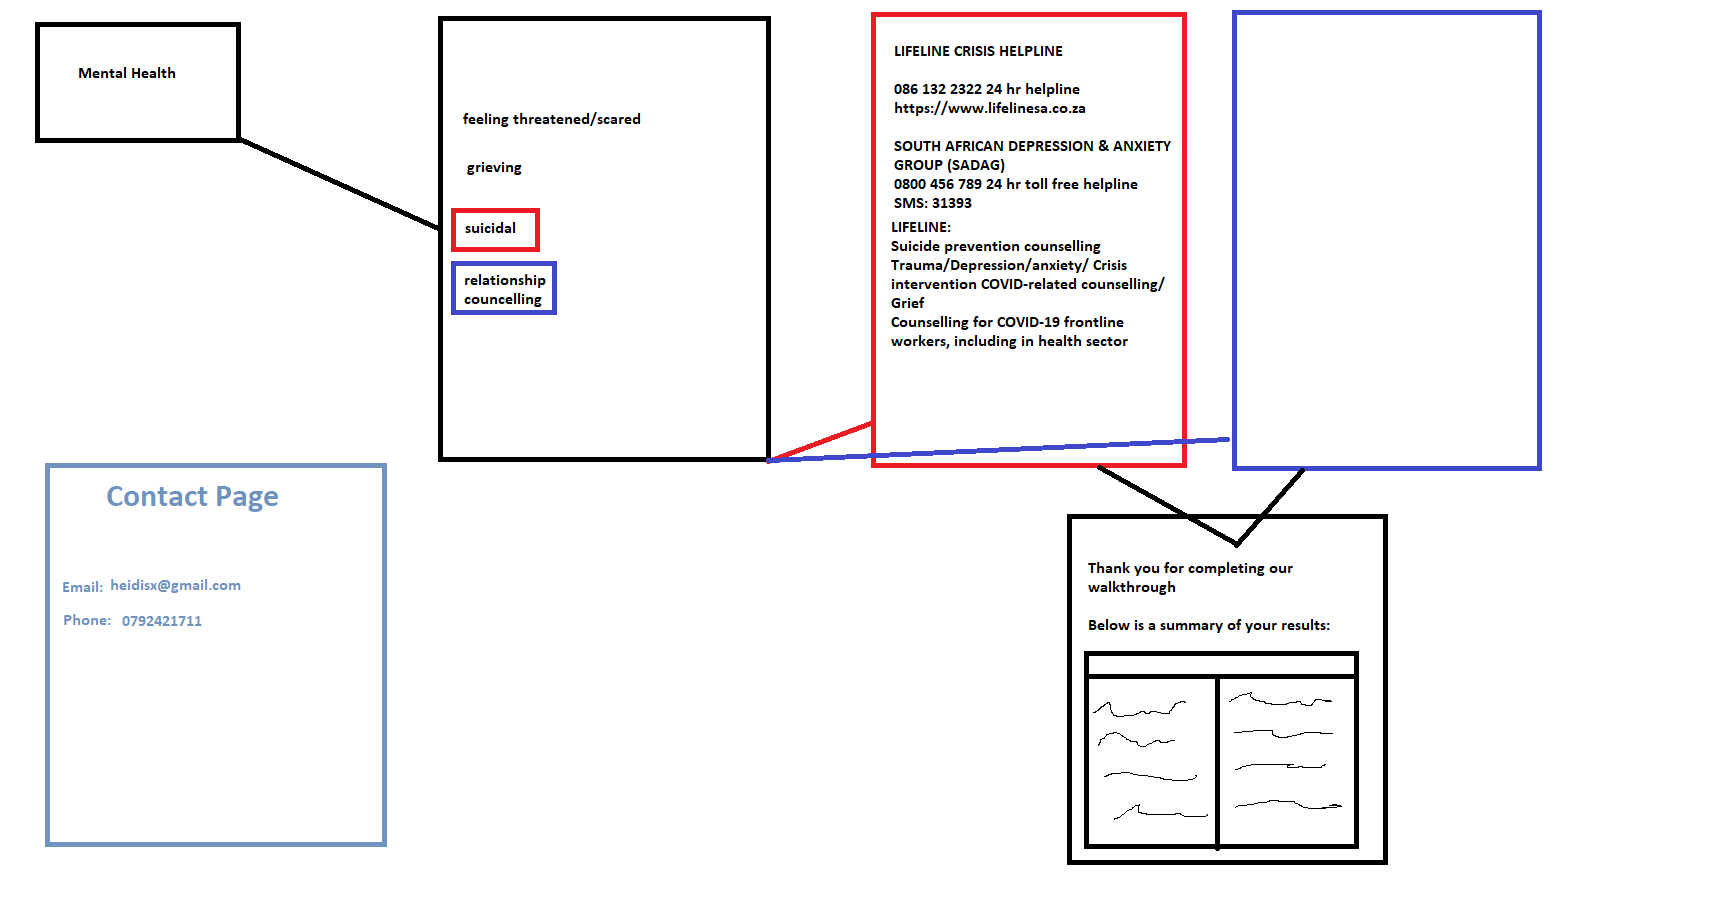 Mental Health
feeling threatened/scared
grieving
suicidal
relationship
councelling
LIFELINE CRISIS HELPLINE
086 132 2322 24 hr helpline
https://www.lifelinesa.co.za
SOUTH AFRICAN DEPRESSION & ANXIETY
GROUP (SADAG)
0800 456 789 24 hr toll free helpline
SMS: 31393
LIFELINE:
Suicide prevention counselling
Trauma/Depression/anxiety/ Crisis
intervention COVID-related counselling/
Grief
Counselling for COVID-19 frontline
workers, including in health sector
Contact Page
Email: heidisx@gmail.com
Phone: 0792421711
Thank you for completing our
walkthrough
Below is a summary of your results: